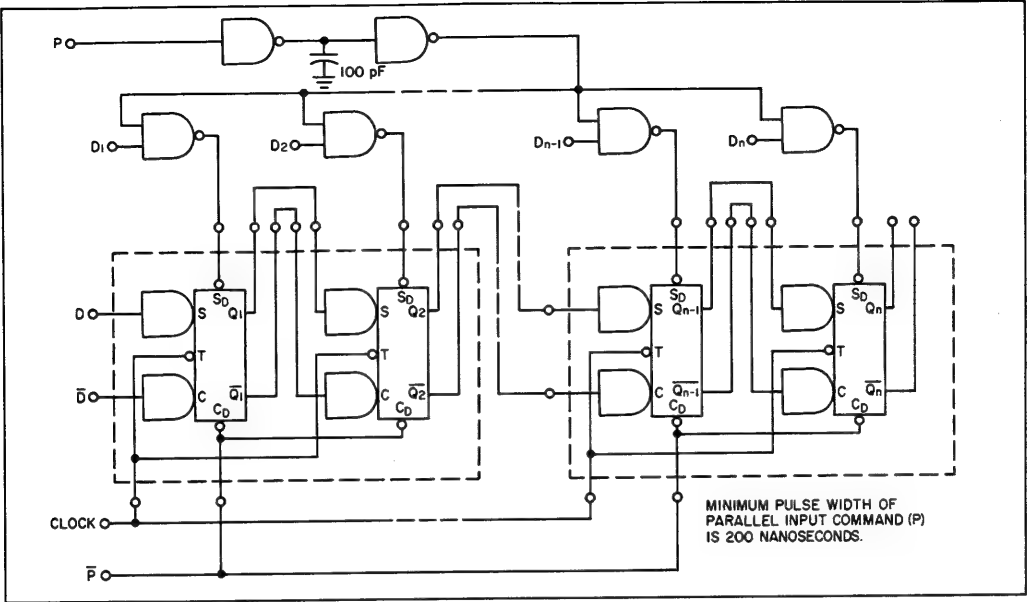 P
100 pF
D1 D2 Dn-1 Dn
SD SD SD SD
D S Q1 S Q2 S Qn-1 S Qn
T T T T
D̅ C Q̅1 C Q̅2 C Q̅n-1 C Q̅n
CD CD CD CD
CLOCK
MINIMUM PULSE WIDTH OF
PARALLEL INPUT COMMAND (P)
IS 200 NANOSECONDS.
P̅